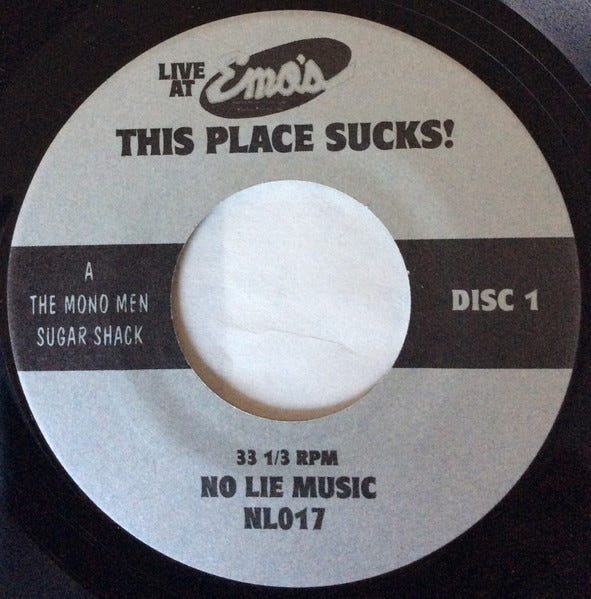 LIVE
AT Emo's
THIS PLACE SUCKS!
A
THE MONO MEN
SUGAR SHACK
DISC 1
33 1/3 RPM
NO LIE MUSIC
NL017